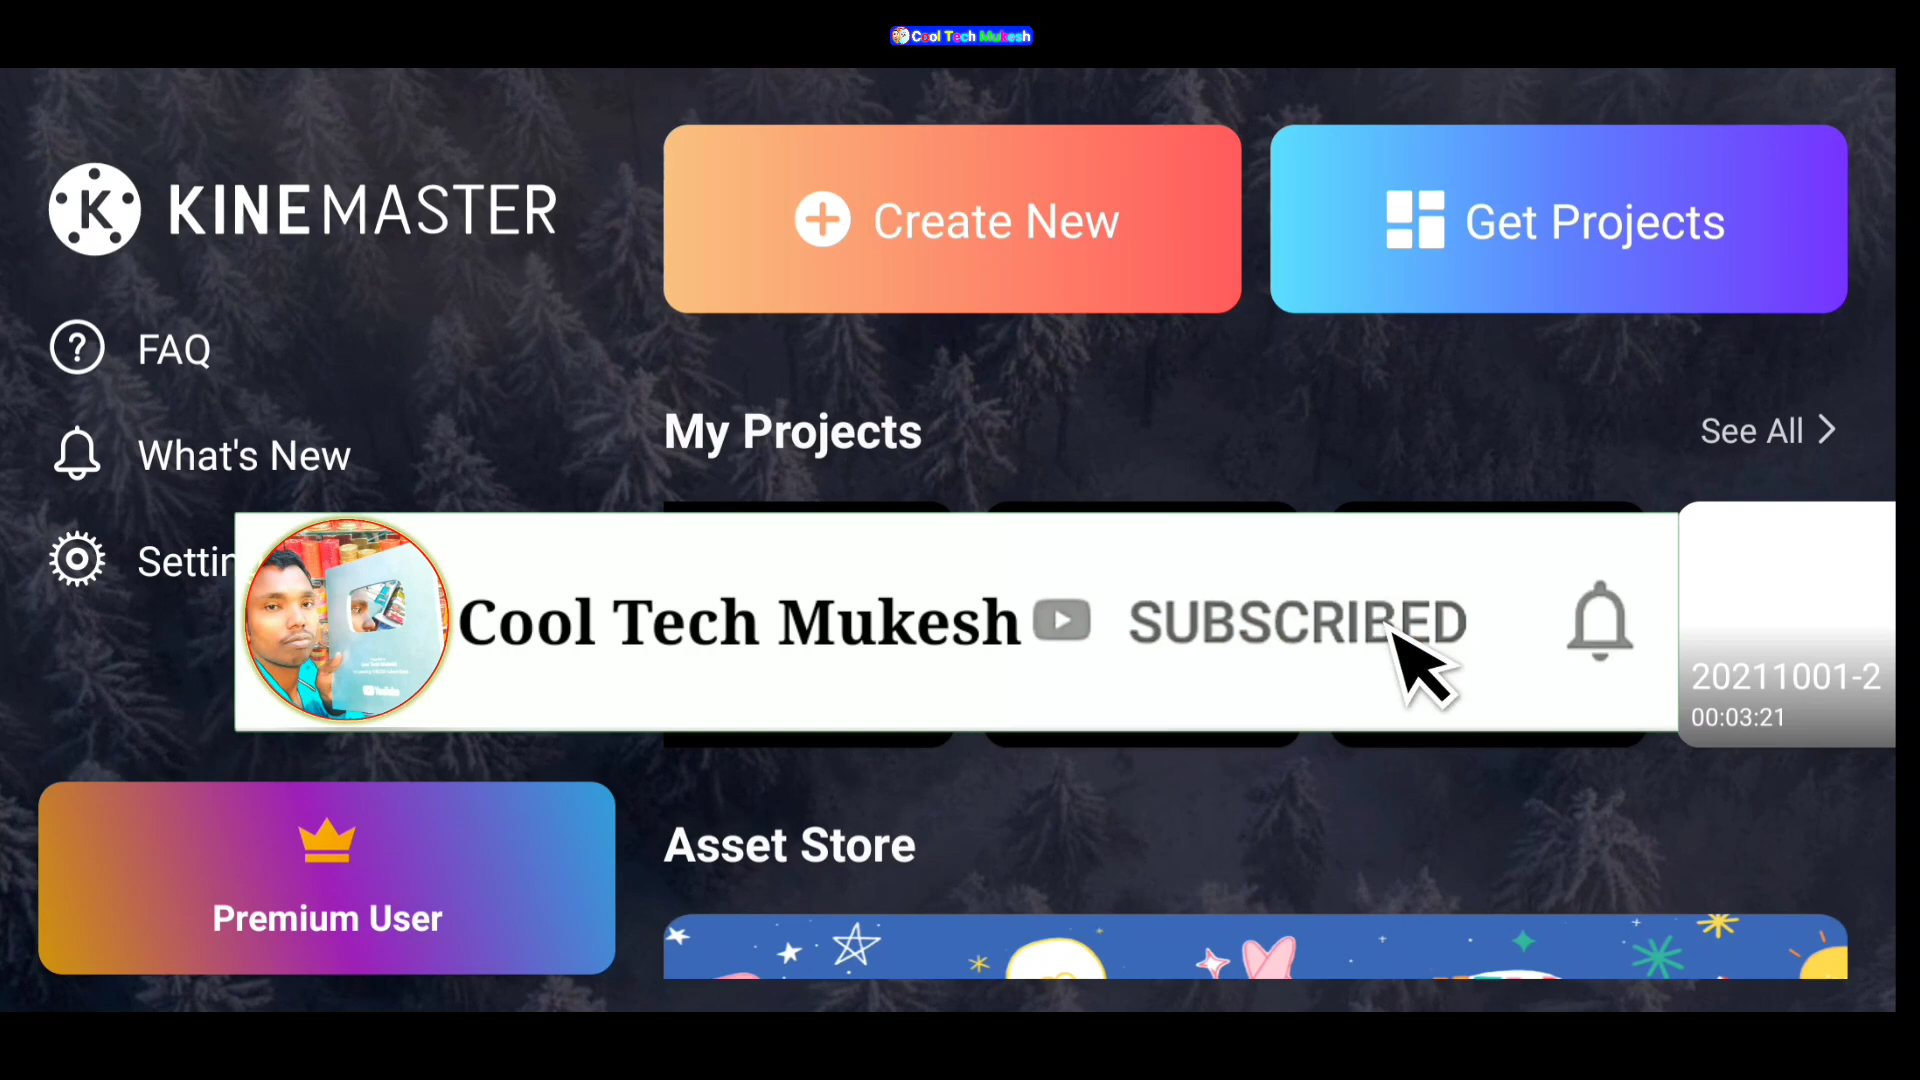 Cool Tech Mukesh
KINEMASTER
Create New
Get Projects
FAQ
What's New
Settin
My Projects
See All
Cool Tech Mukesh
SUBSCRIBED
20211001-2
00:03:21
Premium User
Asset Store